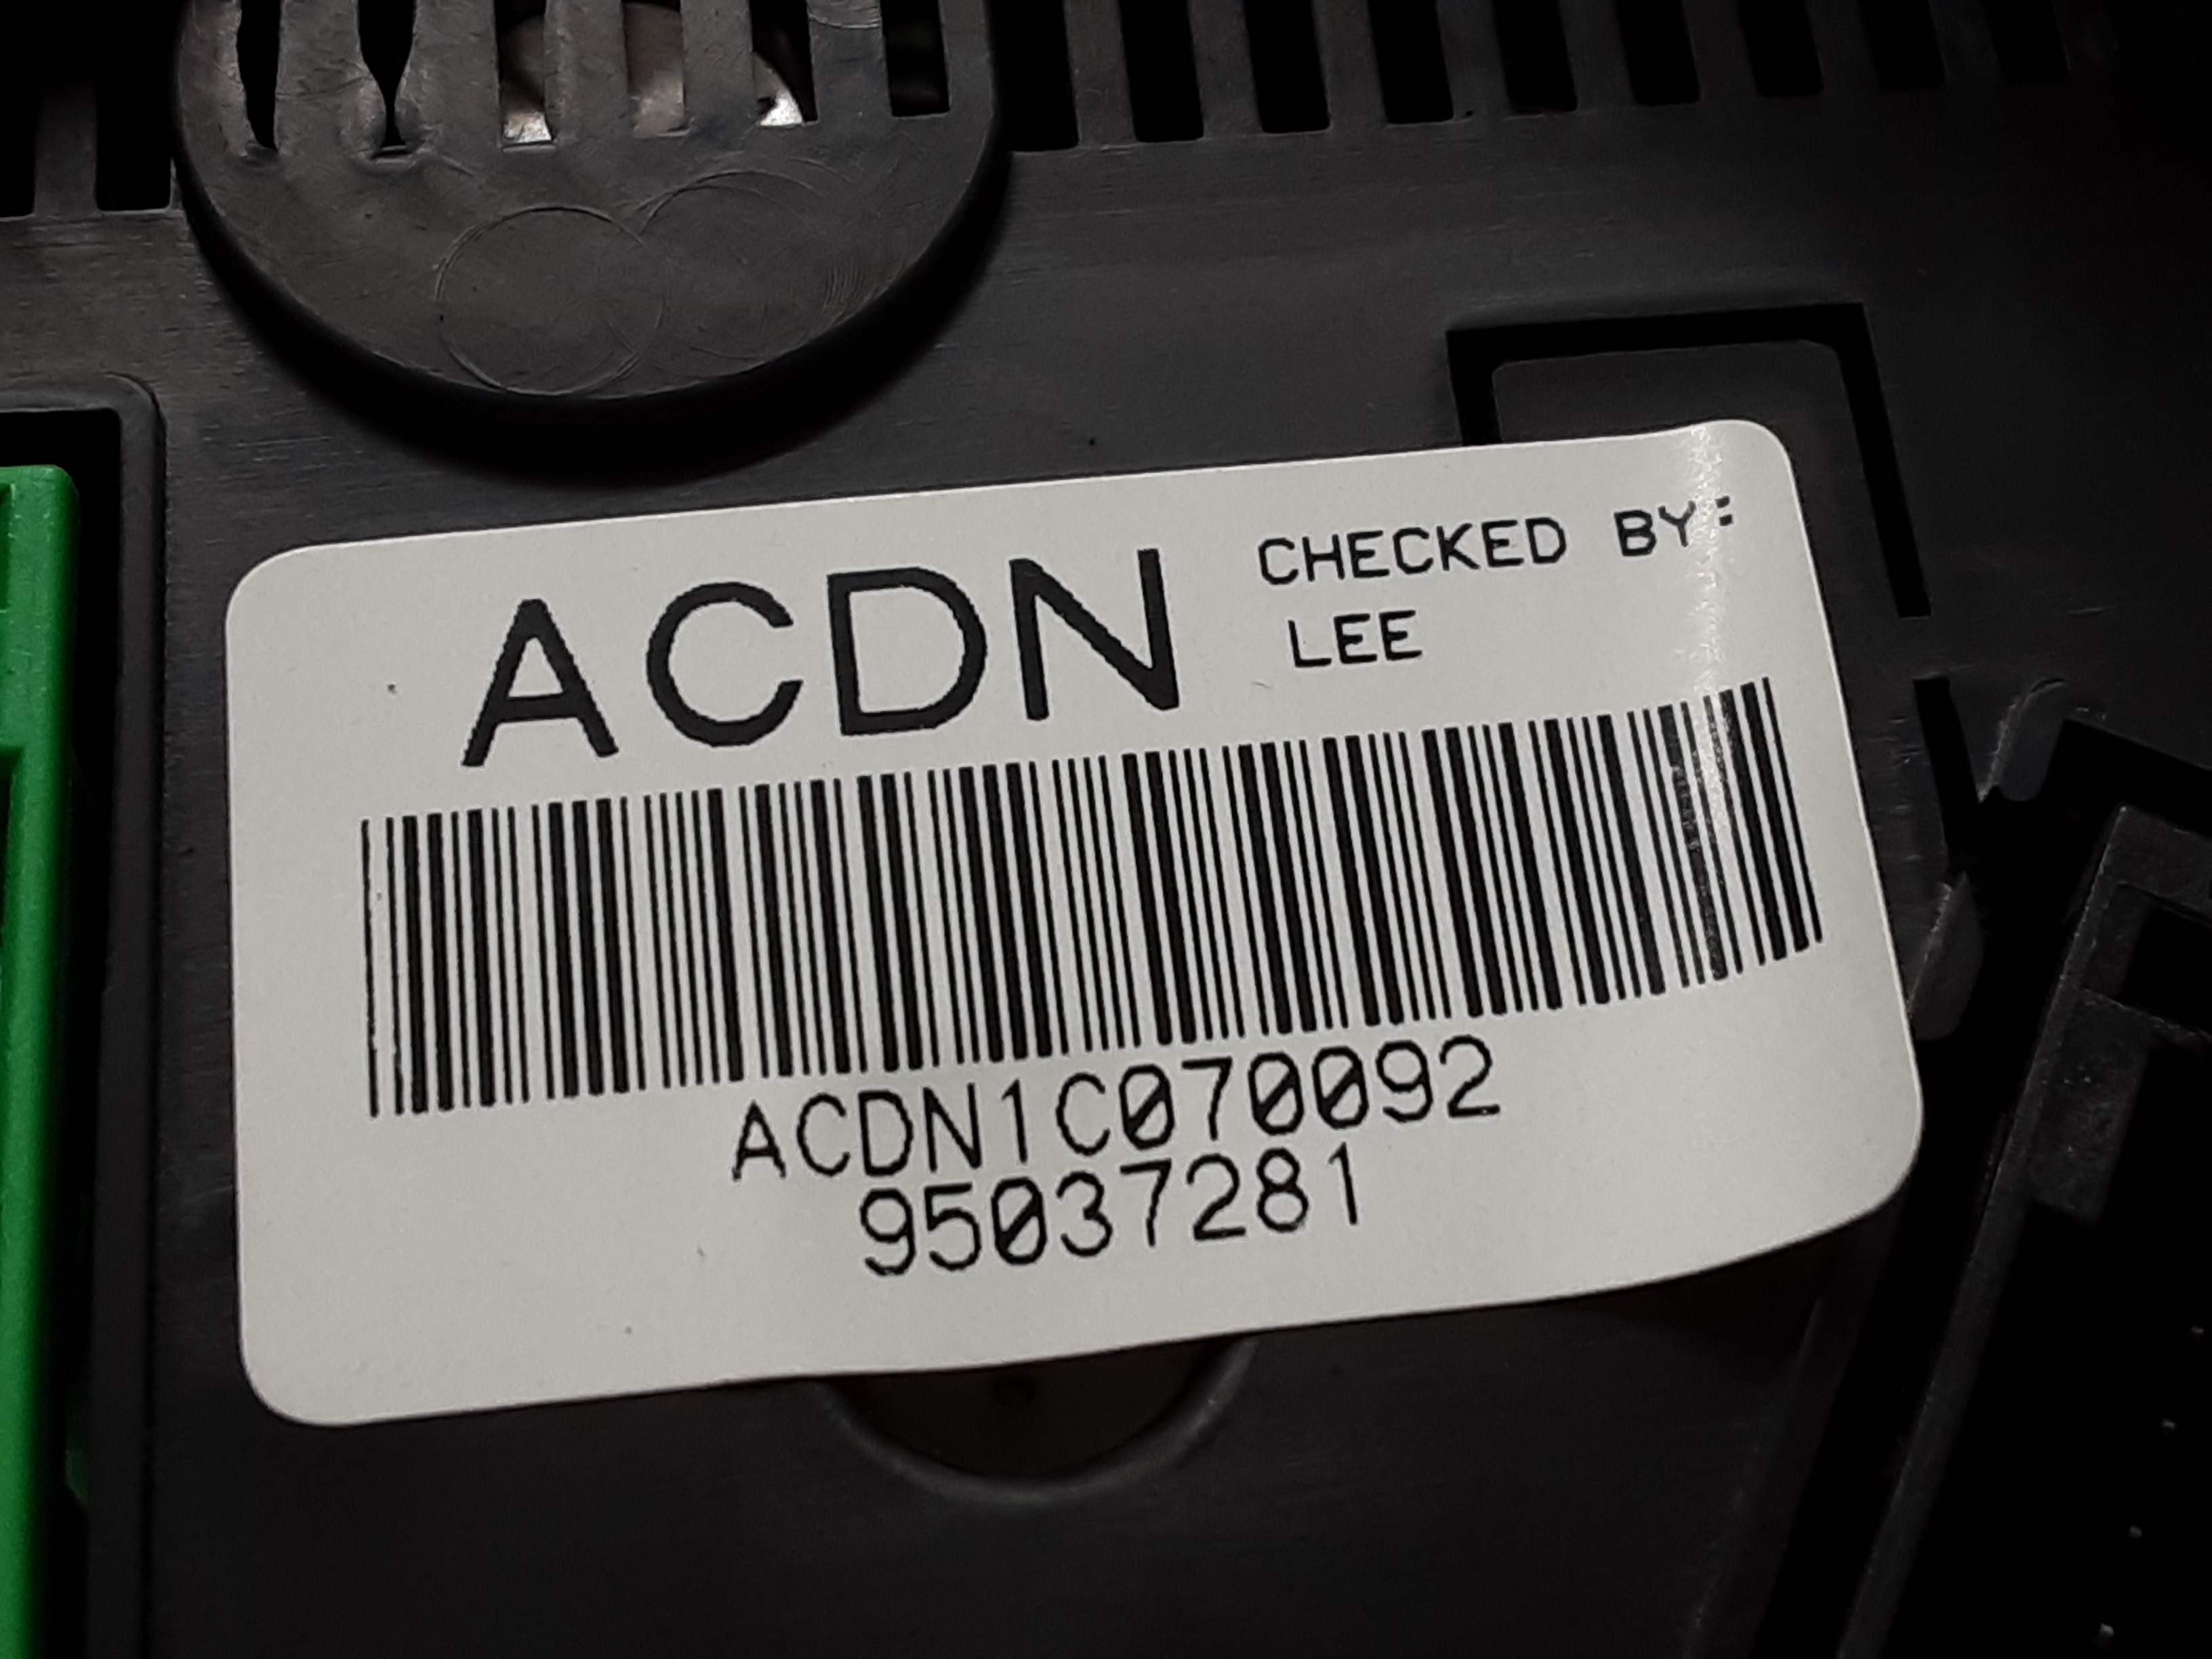 ACDN
CHECKED BY:
LEE
ACDN1C070092
95037281